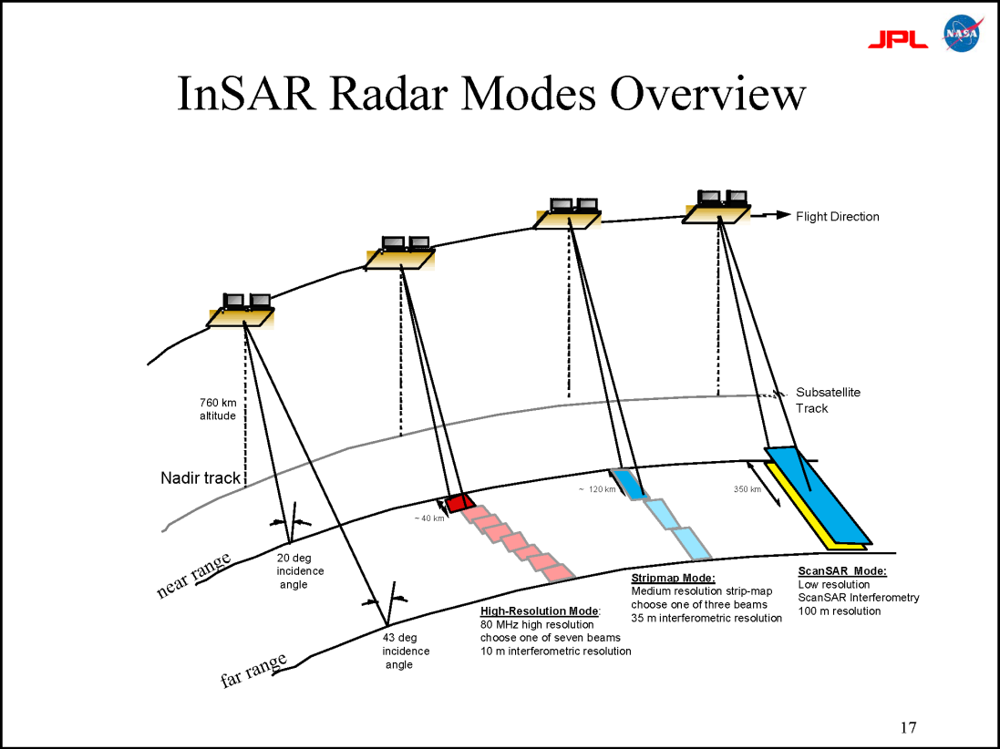 JPL
NASA
InSAR Radar Modes Overview
Flight Direction
760 km
altitude
Subsatellite
Track
Nadir track
~ 40 km
~ 120 km
350 km
near range
20 deg
incidence
angle
far range
43 deg
incidence
angle
High-Resolution Mode:
80 MHz high resolution
choose one of seven beams
10 m interferometric resolution
Stripmap Mode:
Medium resolution strip-map
choose one of three beams
35 m interferometric resolution
ScanSAR Mode:
Low resolution
ScanSAR Interferometry
100 m resolution
17